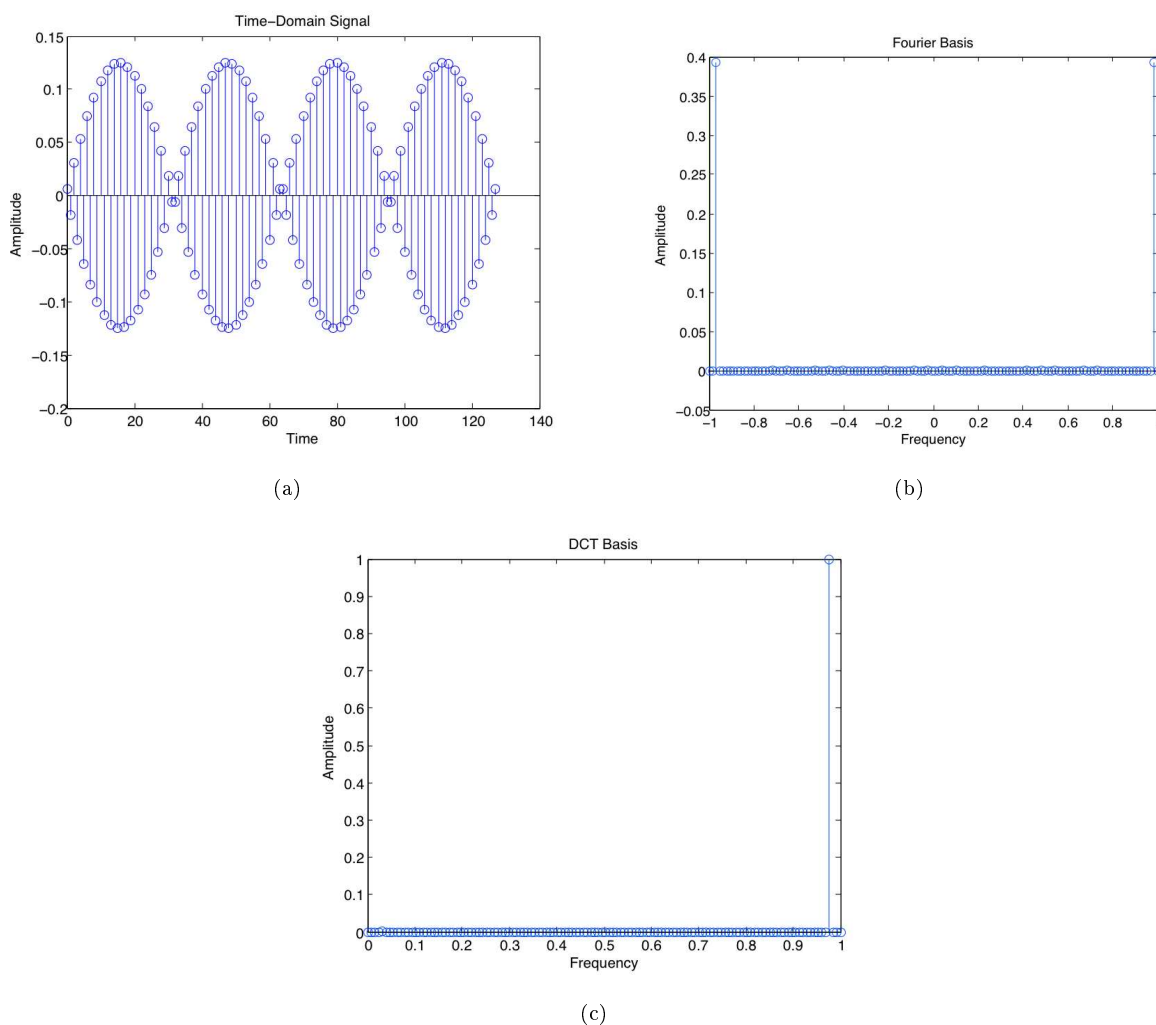 Time−Domain Signal
0.15
0.1
0.05
0
−0.05
−0.1
−0.15
−0.2
0 20 40 60 80 100 120 140
Amplitude
Time
(a)
Fourier Basis
0.4
0.35
0.3
0.25
0.2
0.15
0.1
0.05
0
−0.05
−1 −0.8 −0.6 −0.4 −0.2 0 0.2 0.4 0.6 0.8
Amplitude
Frequency
(b)
DCT Basis
1
0.9
0.8
0.7
0.6
0.5
0.4
0.3
0.2
0.1
0
0 0.1 0.2 0.3 0.4 0.5 0.6 0.7 0.8 0.9 1
Amplitude
Frequency
(c)